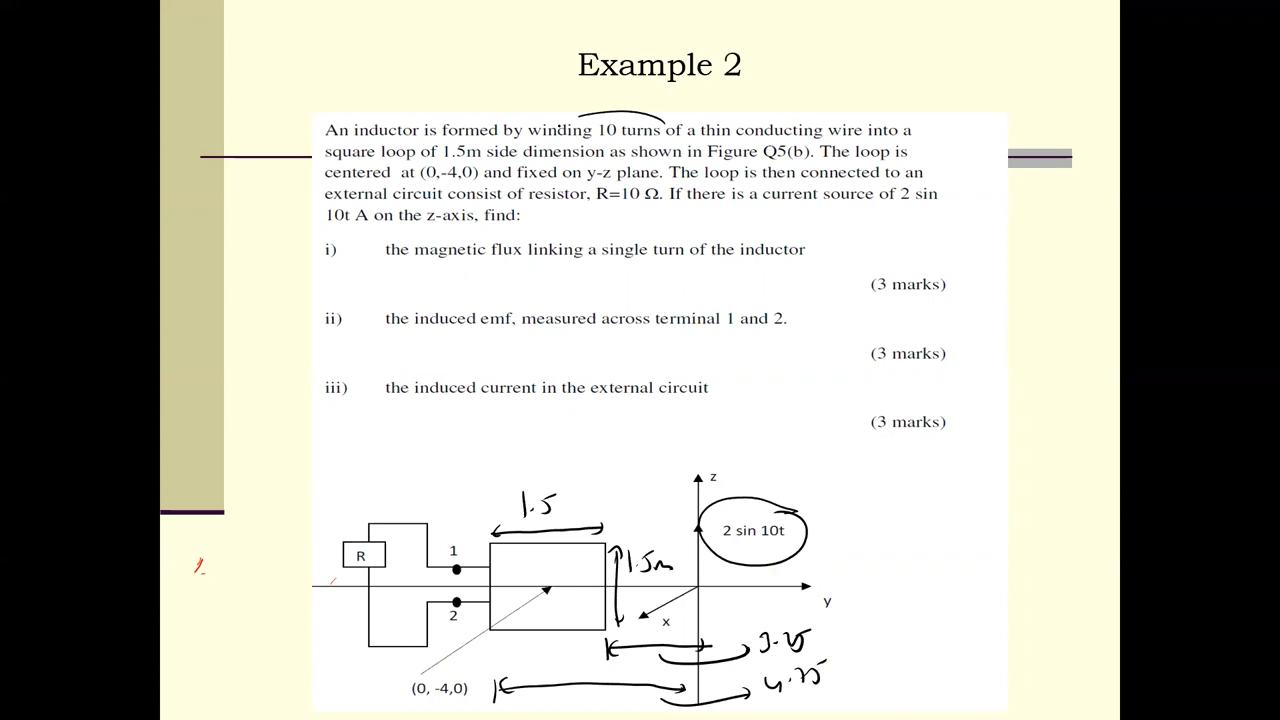 Example 2
An inductor is formed by winding 10 turns of a thin conducting wire into a
square loop of 1.5m side dimension as shown in Figure Q5(b). The loop is
centered at (0,-4,0) and fixed on y-z plane. The loop is then connected to an
external circuit consist of resistor, R=10 Ω. If there is a current source of 2 sin
10t A on the z-axis, find:
i) the magnetic flux linking a single turn of the inductor
(3 marks)
ii) the induced emf, measured across terminal 1 and 2.
(3 marks)
iii) the induced current in the external circuit
(3 marks)
z
1.5
2 sin 10t
R
1
1.5m
y
2
x
3.25
4.75
(0, -4,0)